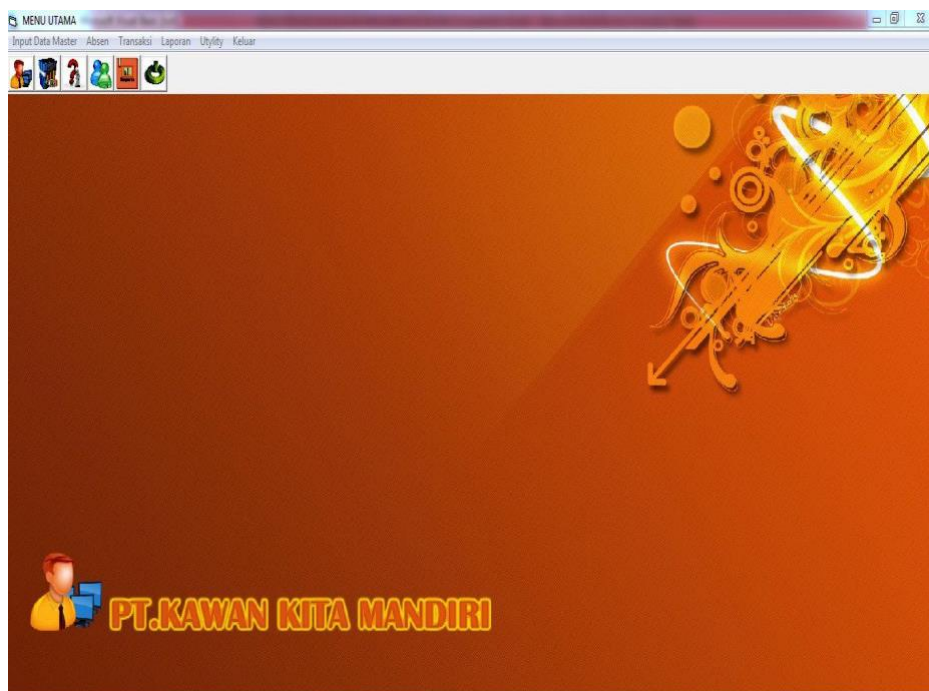 MENU UTAMA
Input Data Master Absen Transaksi Laporan Utylity Keluar
PT.KAWAN KITA MANDIRI